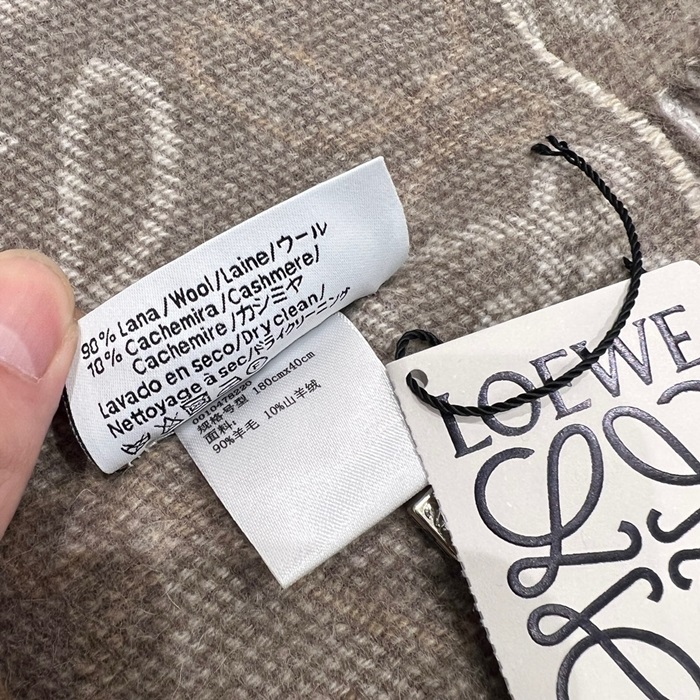 90% Lana/Wool/Laine/ウール
10% Cachemira/Cashmere/
Cachemire/カシミヤ
Lavado en seco/Dry clean/
Nettoyage à sec/ドライクリーニング
0010478220
规格号型 180cmx40cm
面料:
90%羊毛 10%山羊绒
LOEWE